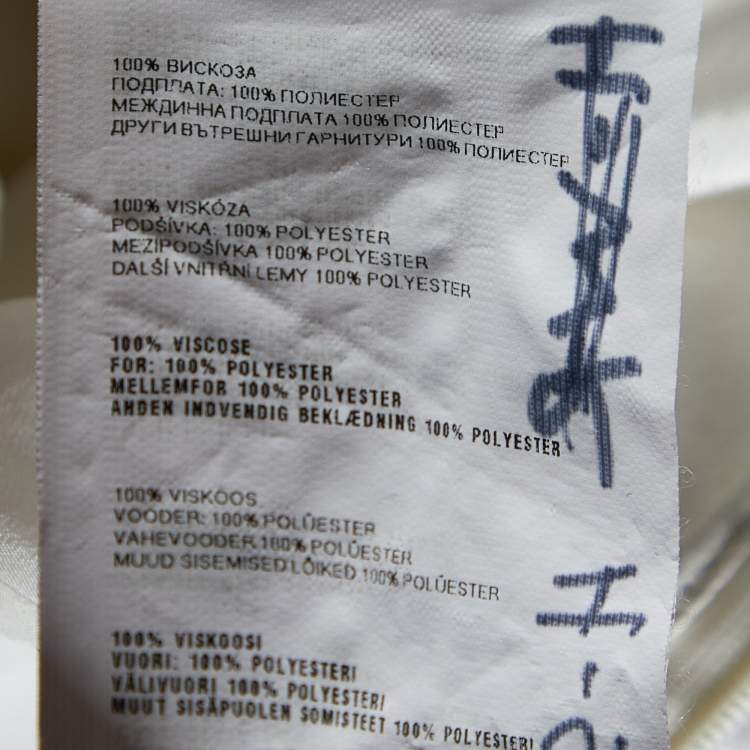 100% ВИСКОЗА
ПОДПЛАТА: 100% ПОЛИЕСТЕР
МЕЖДИННА ПОДПЛАТА 100% ПОЛИЕСТЕР
ДРУГИ ВЪТРЕШНИ ГАРНИТУРИ 100% ПОЛИЕСТЕР
100% VISKÓZA
PODŠÍVKA: 100% POLYESTER
MEZIPODŠÍVKA 100% POLYESTER
DALŠÍ VNITŘNÍ LEMY 100% POLYESTER
100% VISCOSE
FOR: 100% POLYESTER
MELLEMFOR 100% POLYESTER
ANDEN INDVENDIG BEKLÆDNING 100% POLYESTER
100% VISKOOS
VOODER: 100% POLÜESTER
VAHEVOODER 100% POLÜESTER
MUUD SISEMISED LÕIKED 100% POLÜESTER
100% VISKOOSI
VUORI: 100% POLYESTERI
VÄLIVUORI 100% POLYESTERI
MUUT SISÄPUOLEN SOMISTEET 100% POLYESTERI